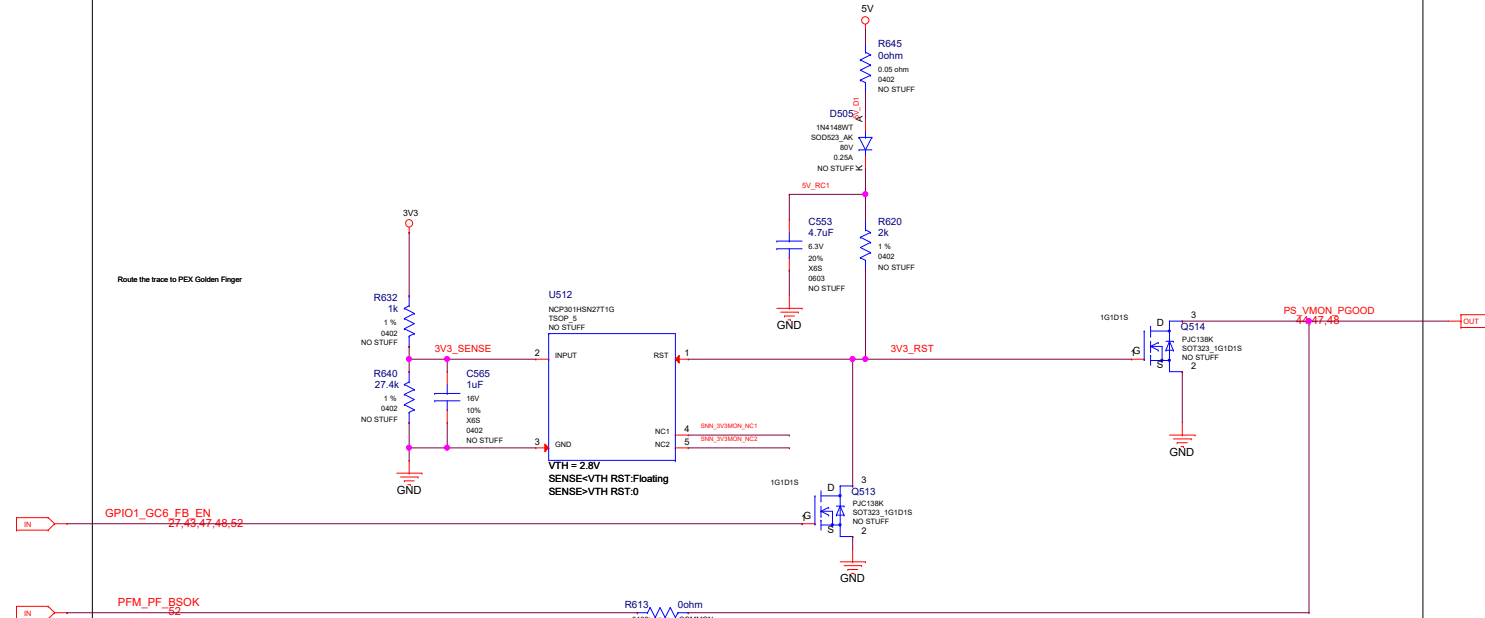 5V
R645
0ohm
0.05 ohm
0402
NO STUFF
5V_D1
A
D505
1N4148WT
SOD523_AK
80V
0.25A
NO STUFF
K
5V_RC1
C553
4.7uF
6.3V
20%
X6S
0603
NO STUFF
GND
R620
2k
1 %
0402
NO STUFF
3V3
Route the trace to PEX Golden Finger
R632
1k
1 %
0402
NO STUFF
3V3_SENSE
R640
27.4k
1 %
0402
NO STUFF
C565
1uF
16V
10%
X6S
0402
NO STUFF
GND
U512
NCP301HSN27T1G
TSOP_5
NO STUFF
2 INPUT
RST 1
3V3_RST
NC1 4 SNN_3V3MON_NC1
NC2 5 SNN_3V3MON_NC2
3 GND
VTH = 2.8V
SENSE<VTH RST:Floating
SENSE>VTH RST:0
1G1D1S
D
3
Q514
G
1
PJC138K
SOT323_1G1D1S
NO STUFF
S
2
GND
PS_VMON_PGOOD
44,47,48
OUT
1G1D1S
D
3
Q513
G
1
PJC138K
SOT323_1G1D1S
NO STUFF
S
2
GND
IN
GPIO1_GC6_FB_EN
27,43,47,48,52
IN
PFM_PF_BSOK
52
R613
0ohm